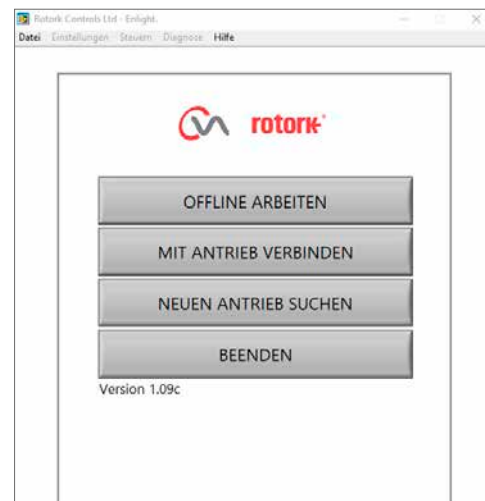 Rotork Controls Ltd - Enlight.
Datei Einstellungen Steuern Diagnose Hilfe
rotork
OFFLINE ARBEITEN
MIT ANTRIEB VERBINDEN
NEUEN ANTRIEB SUCHEN
BEENDEN
Version 1.09c